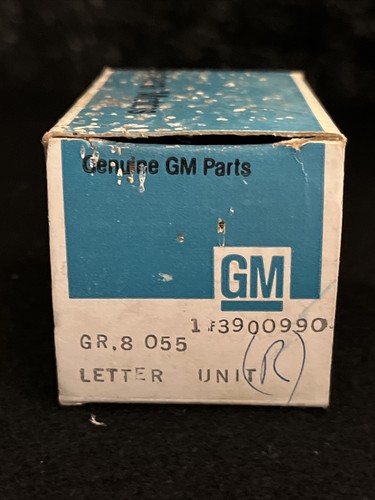 Genuine GM Parts
GM
1 3900990
GR.8 055
LETTER UNIT (R)